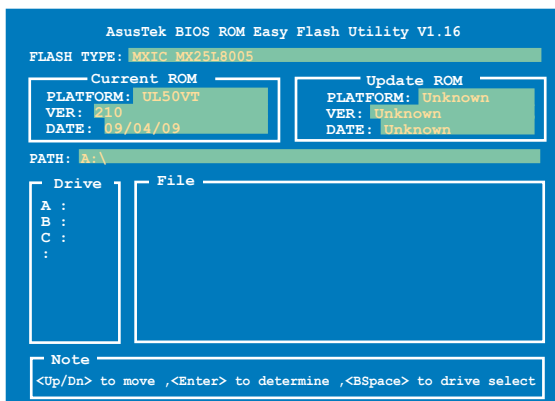 AsusTek BIOS ROM Easy Flash Utility V1.16
FLASH TYPE: MXIC MX25L8005
Current ROM
PLATFORM: UL50VT
VER: 210
DATE: 09/04/09
Update ROM
PLATFORM: Unknown
VER: Unknown
DATE: Unknown
PATH: A:\
Drive
A :
B :
C :
:
File
Note
<Up/Dn> to move ,<Enter> to determine ,<BSpace> to drive select